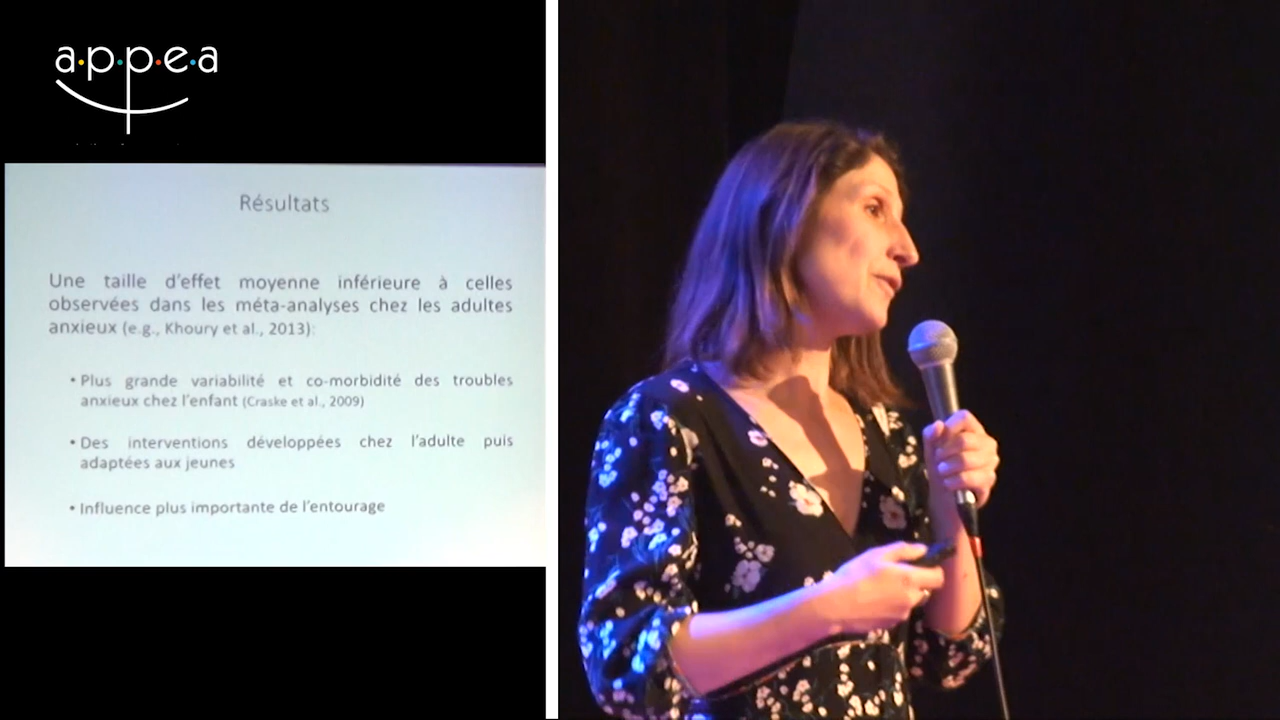 a·p·p·e·a
Résultats
Une taille d'effet moyenne inférieure à celles
observées dans les méta-analyses chez les adultes
anxieux (e.g., Khoury et al., 2013):
• Plus grande variabilité et co-morbidité des troubles
anxieux chez l'enfant (Craske et al., 2009)
• Des interventions développées chez l'adulte puis
adaptées aux jeunes
• Influence plus importante de l'entourage